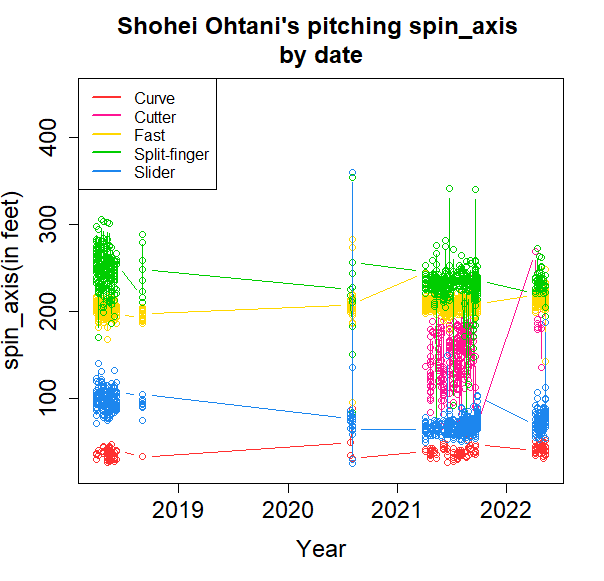 Shohei Ohtani's pitching spin_axis
by date
Curve
Cutter
Fast
Split-finger
Slider
spin_axis(in feet)
400
300
200
100
2019
2020
2021
2022
Year